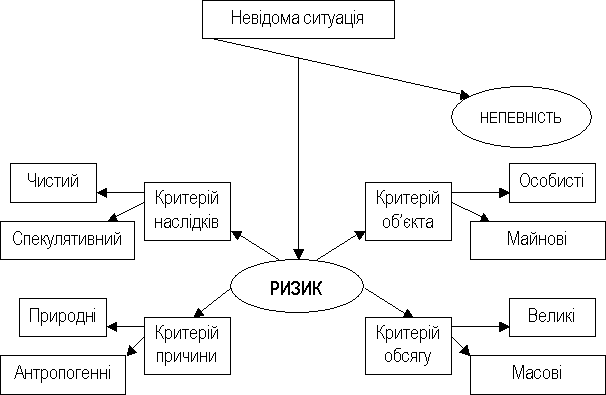 Невідома ситуація
НЕПЕВНІСТЬ
Чистий
Критерій
наслідків
Спекулятивний
Критерій
об’єкта
Особисті
Майнові
РИЗИК
Природні
Критерій
причини
Антропогенні
Критерій
обсягу
Великі
Масові